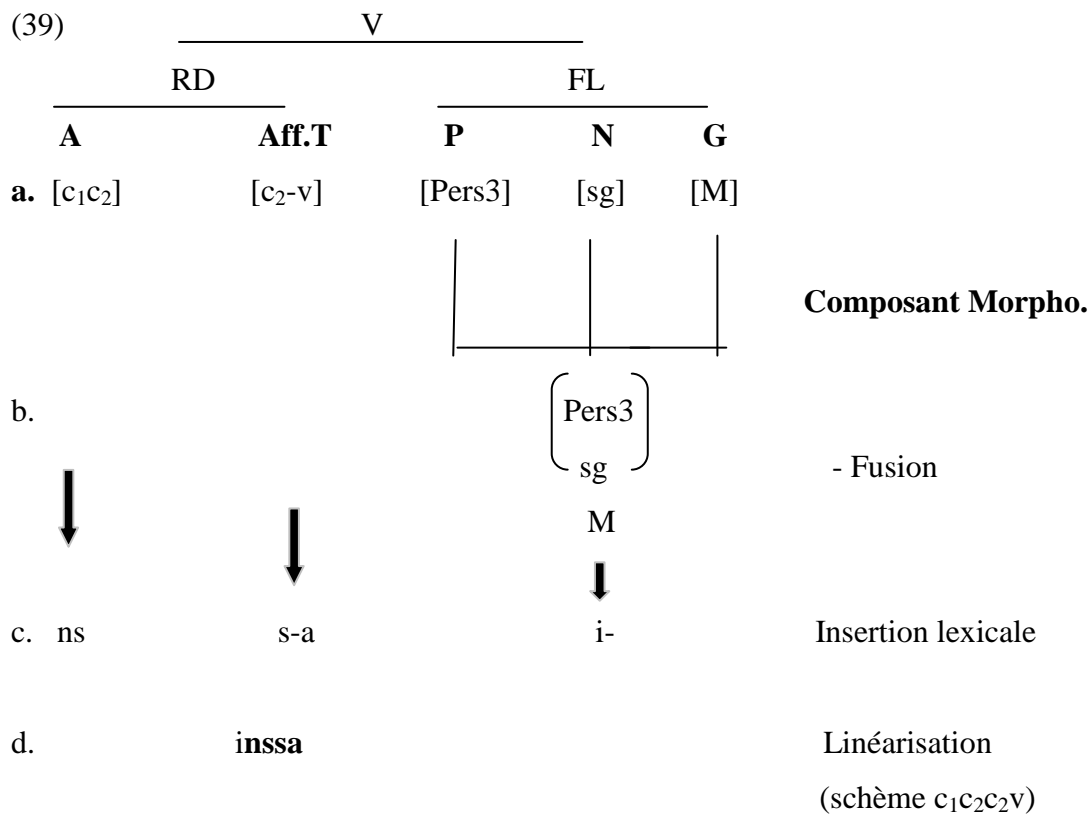 (39) V
RD FL
A Aff.T P N G
a. [c₁c₂] [c₂-v] [Pers3] [sg] [M]
Composant Morpho.
b. Pers3
sg - Fusion
M
c. ns s-a i- Insertion lexicale
d. inssa Linéarisation
(schème c₁c₂c₂v)